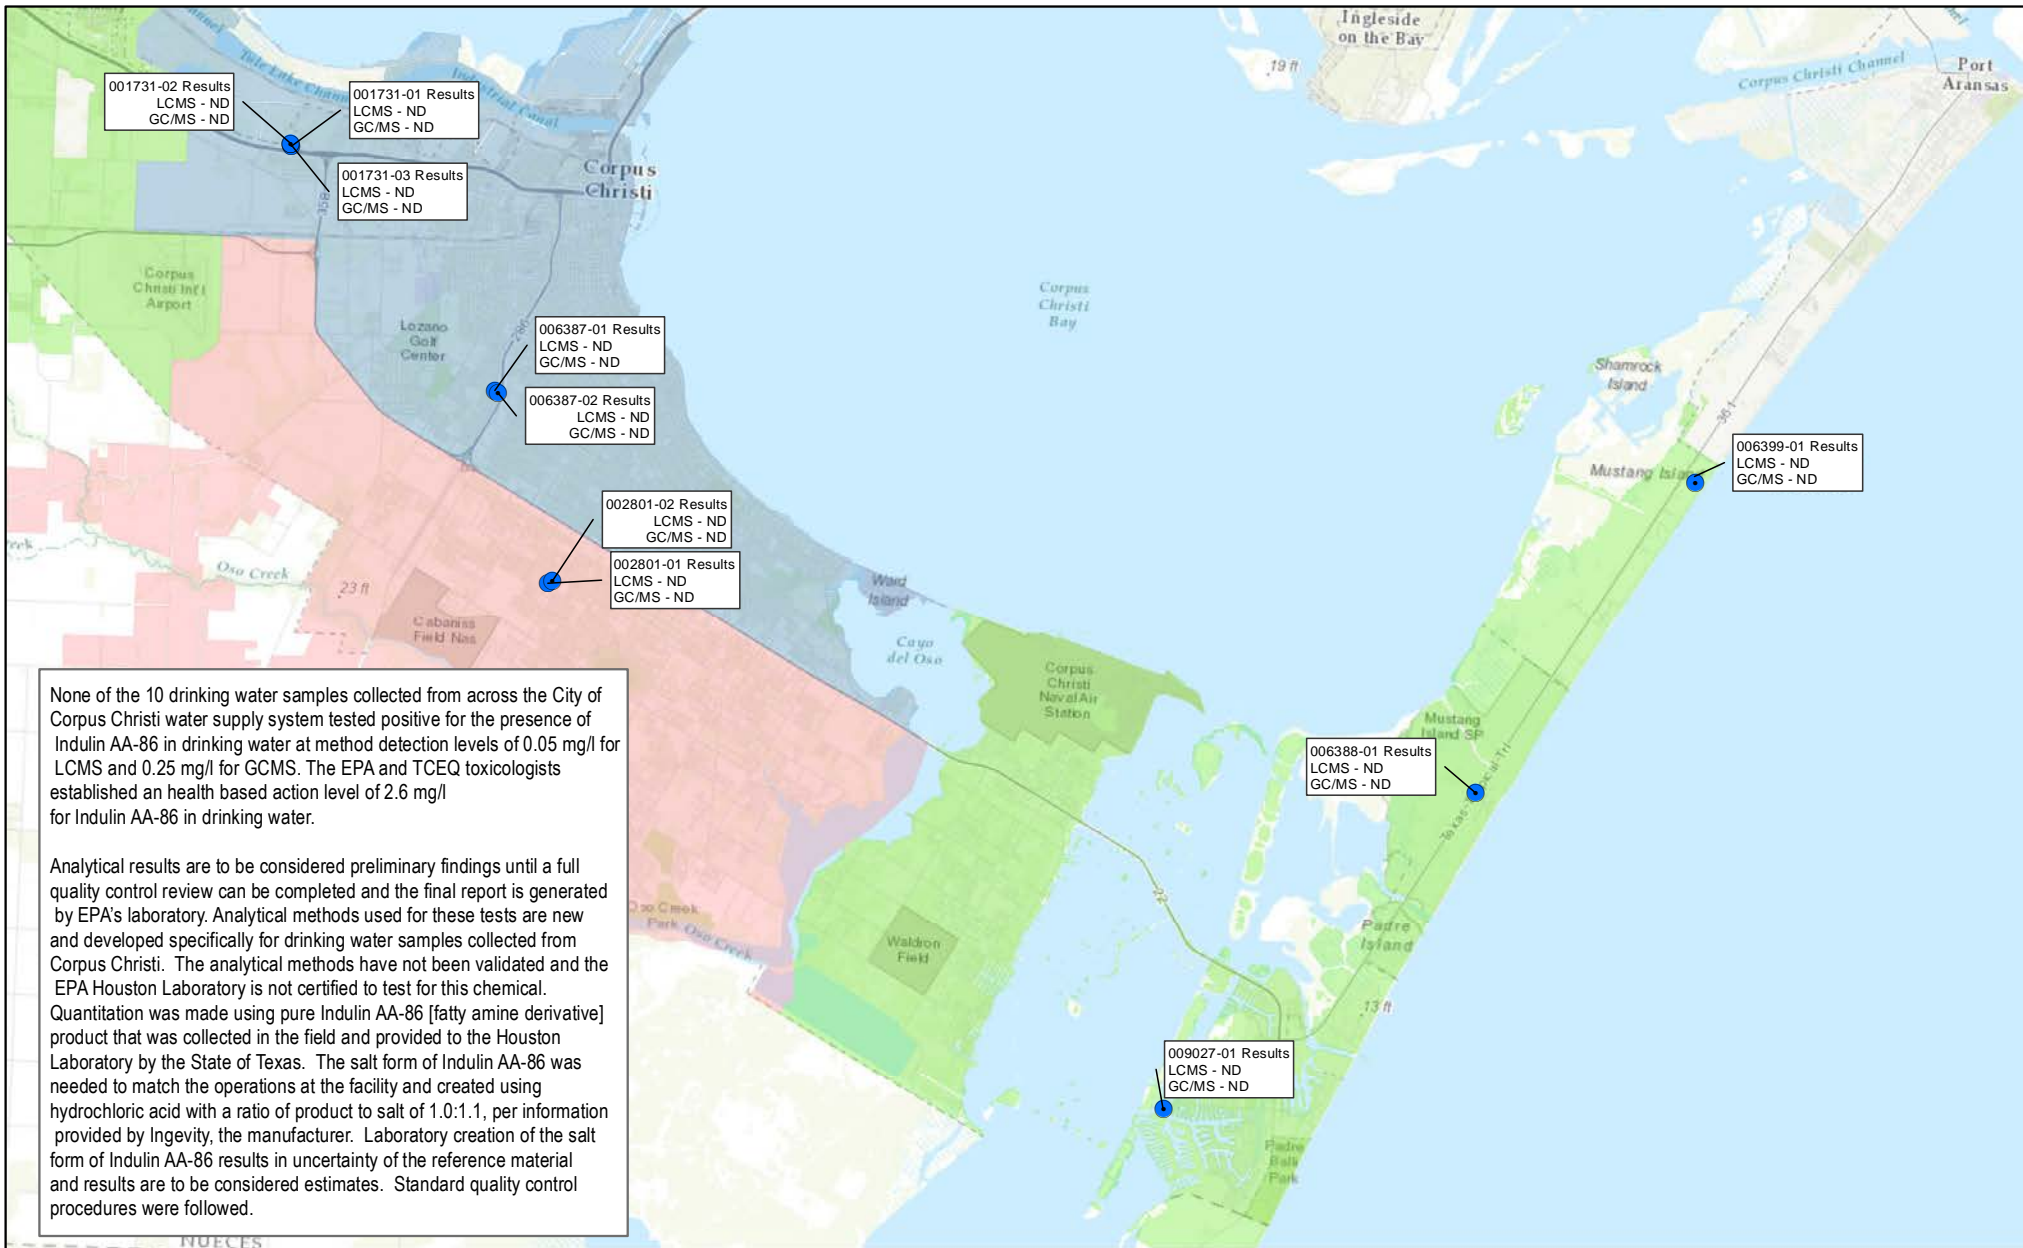 Ingleside
on the Bay
19 ft
Corpus Christi Channel
Port
Aransas
Tule Lake Channel
Industrial Canal
001731-02 Results
LCMS - ND
GC/MS - ND
001731-01 Results
LCMS - ND
GC/MS - ND
001731-03 Results
LCMS - ND
GC/MS - ND
358
Corpus
Christi
Corpus
Christi Int'l
Airport
Lozano
Golf
Center
286
006387-01 Results
LCMS - ND
GC/MS - ND
006387-02 Results
LCMS - ND
GC/MS - ND
Corpus
Christi
Bay
Shamrock
Island
361
Mustang Island
006399-01 Results
LCMS - ND
GC/MS - ND
002801-02 Results
LCMS - ND
GC/MS - ND
002801-01 Results
LCMS - ND
GC/MS - ND
Oso Creek
23 ft
Cabaniss
Field Nas
Ward
Island
Cayo
del Oso
Corpus
Christi
Naval Air
Station
Mustang
Island SP
006388-01 Results
LCMS - ND
GC/MS - ND
22
Padre
Island
13 ft
Oso Creek
Park
Oso Creek
Waldron
Field
009027-01 Results
LCMS - ND
GC/MS - ND
Padre
Balli
Park
None of the 10 drinking water samples collected from across the City of
Corpus Christi water supply system tested positive for the presence of
Indulin AA-86 in drinking water at method detection levels of 0.05 mg/l for
LCMS and 0.25 mg/l for GCMS. The EPA and TCEQ toxicologists
established an health based action level of 2.6 mg/l
for Indulin AA-86 in drinking water.
Analytical results are to be considered preliminary findings until a full
quality control review can be completed and the final report is generated
by EPA's laboratory. Analytical methods used for these tests are new
and developed specifically for drinking water samples collected from
Corpus Christi. The analytical methods have not been validated and the
EPA Houston Laboratory is not certified to test for this chemical.
Quantitation was made using pure Indulin AA-86 [fatty amine derivative]
product that was collected in the field and provided to the Houston
Laboratory by the State of Texas. The salt form of Indulin AA-86 was
needed to match the operations at the facility and created using
hydrochloric acid with a ratio of product to salt of 1.0:1.1, per information
provided by Ingevity, the manufacturer. Laboratory creation of the salt
form of Indulin AA-86 results in uncertainty of the reference material
and results are to be considered estimates. Standard quality control
procedures were followed.
NUECES